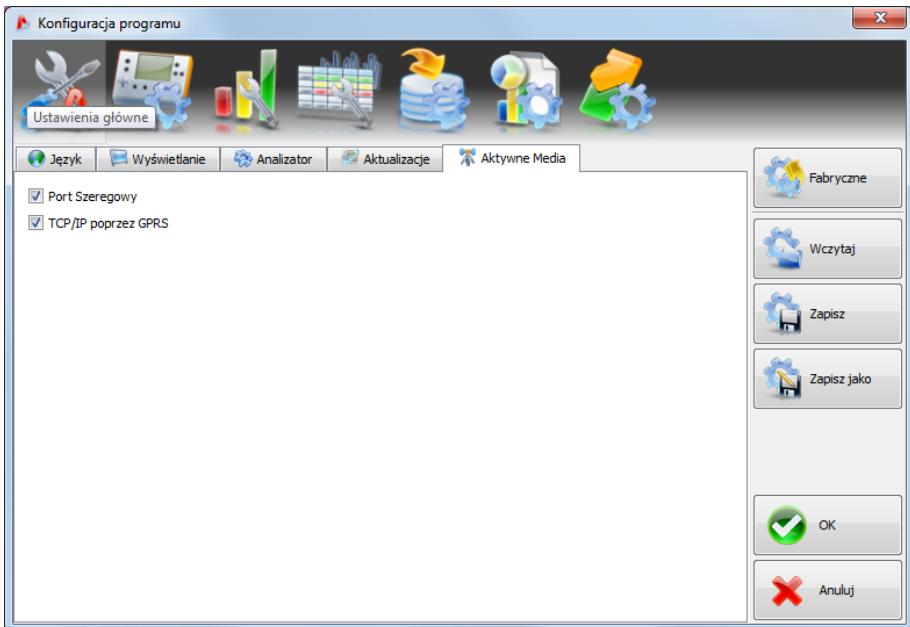 Konfiguracja programu
Ustawienia główne
Język
Wyświetlanie
Analizator
Aktualizacje
Aktywne Media
Port Szeregowy
TCP/IP poprzez GPRS
Fabryczne
Wczytaj
Zapisz
Zapisz jako
OK
Anuluj